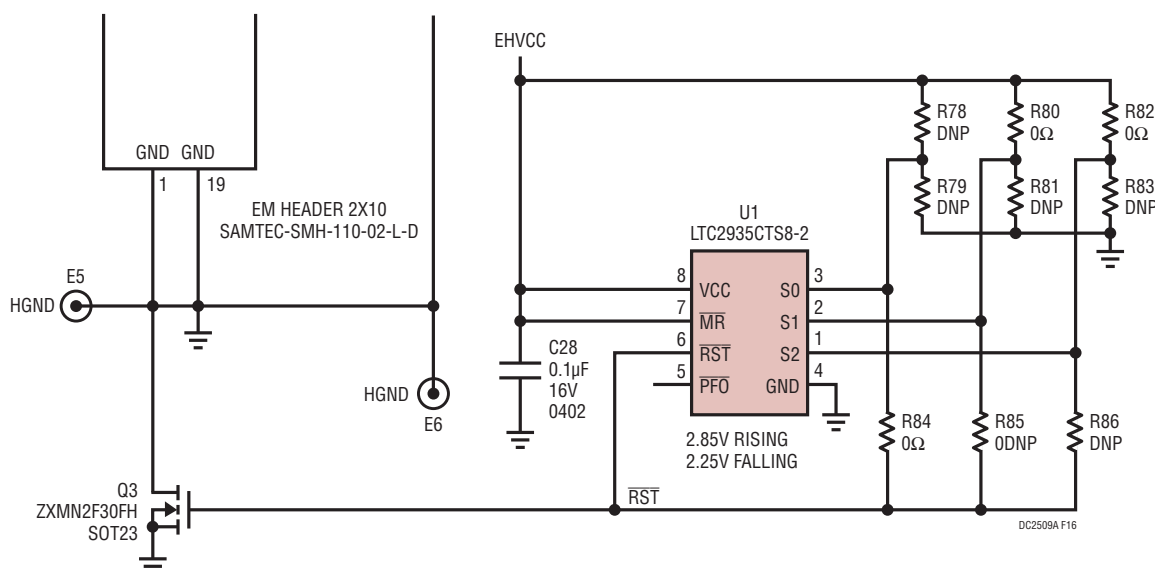 GND GND
1 19
EM HEADER 2X10
SAMTEC-SMH-110-02-L-D
E5
HGND
HGND
E6
Q3
ZXMN2F30FH
SOT23
EHVCC
R78
DNP
R80
0Ω
R82
0Ω
R79
DNP
R81
DNP
R83
DNP
U1
LTC2935CTS8-2
8 VCC S0 3
7 MR S1 2
6 RST S2 1
5 PFO GND 4
C28
0.1µF
16V
0402
2.85V RISING
2.25V FALLING
R84
0Ω
R85
0DNP
R86
DNP
RST
DC2509A F16